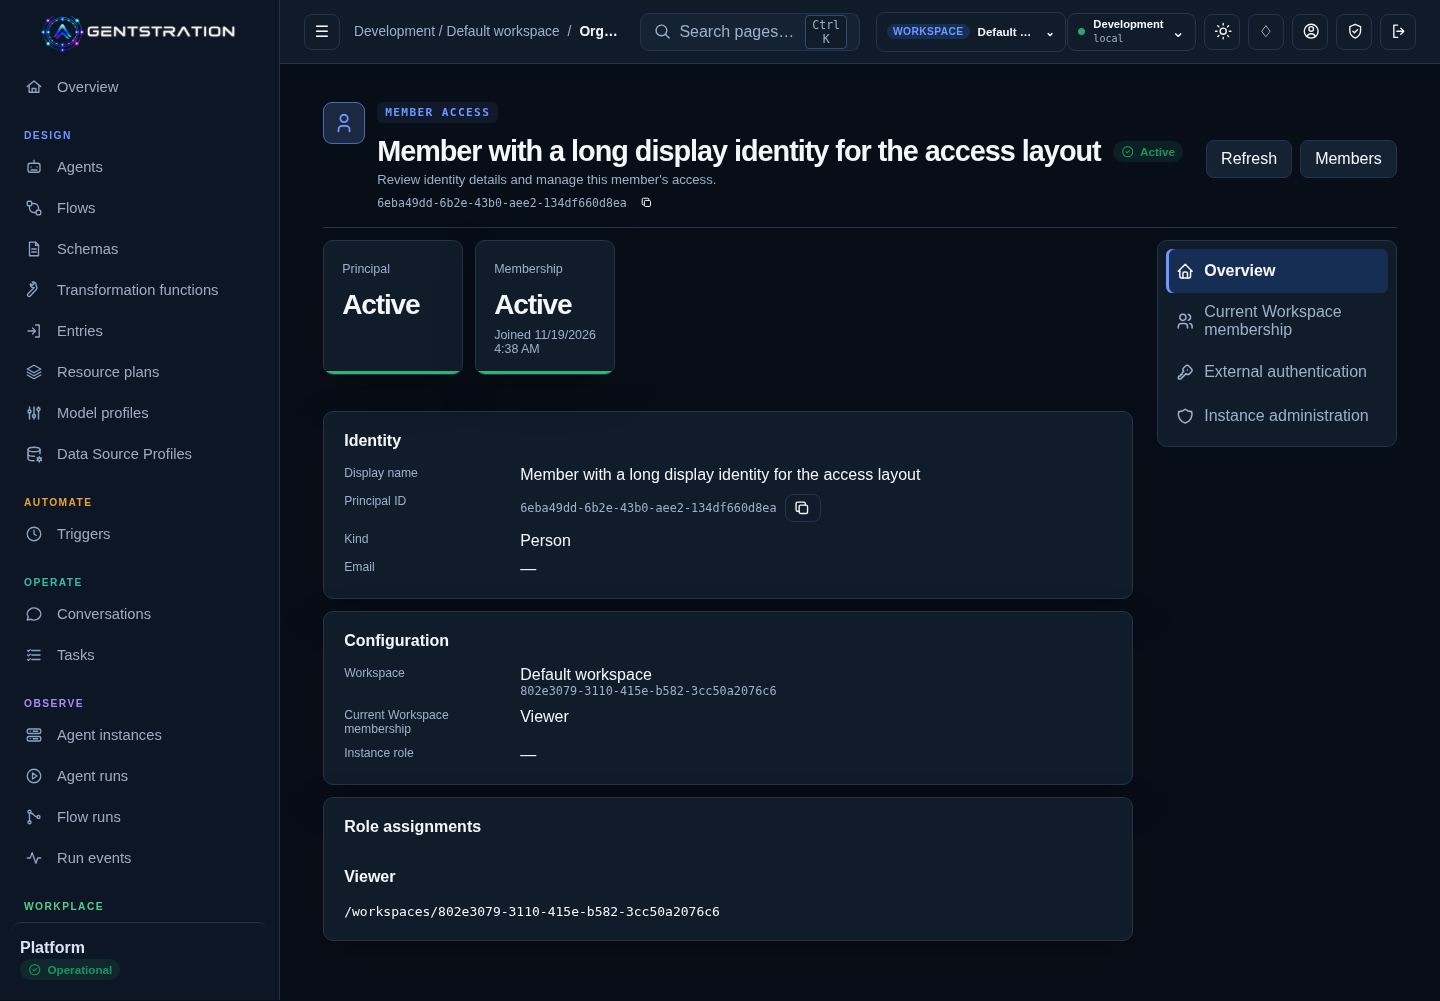 GENTSTRATION
☰
Development / Default workspace / Org…
Search pages…
Ctrl K
WORKSPACE Default …
Development
local
Overview
DESIGN
Agents
Flows
Schemas
Transformation functions
Entries
Resource plans
Model profiles
Data Source Profiles
AUTOMATE
Triggers
OPERATE
Conversations
Tasks
OBSERVE
Agent instances
Agent runs
Flow runs
Run events
WORKPLACE
Platform
Operational
MEMBER ACCESS
Member with a long display identity for the access layout
Active
Review identity details and manage this member's access.
6eba49dd-6b2e-43b0-aee2-134df660d8ea
Refresh
Members
Principal
Active
Membership
Active
Joined 11/19/2026
4:38 AM
Overview
Current Workspace
membership
External authentication
Instance administration
Identity
Display name
Member with a long display identity for the access layout
Principal ID
6eba49dd-6b2e-43b0-aee2-134df660d8ea
Kind
Person
Email
—
Configuration
Workspace
Default workspace
802e3079-3110-415e-b582-3cc50a2076c6
Current Workspace
membership
Viewer
Instance role
—
Role assignments
Viewer
/workspaces/802e3079-3110-415e-b582-3cc50a2076c6